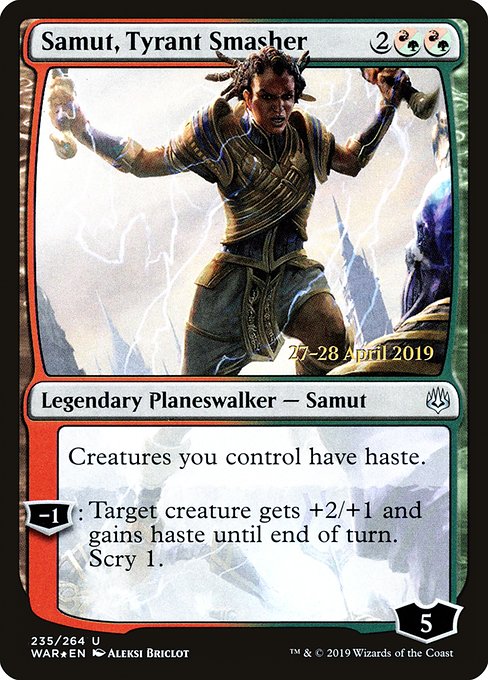 Samut, Tyrant Smasher 2
27–28 April 2019
Legendary Planeswalker — Samut
Creatures you control have haste.
-1: Target creature gets +2/+1 and
gains haste until end of turn.
Scry 1.
5
235/264 U
WAR★EN Aleksi Briclot
™ & © 2019 Wizards of the Coast